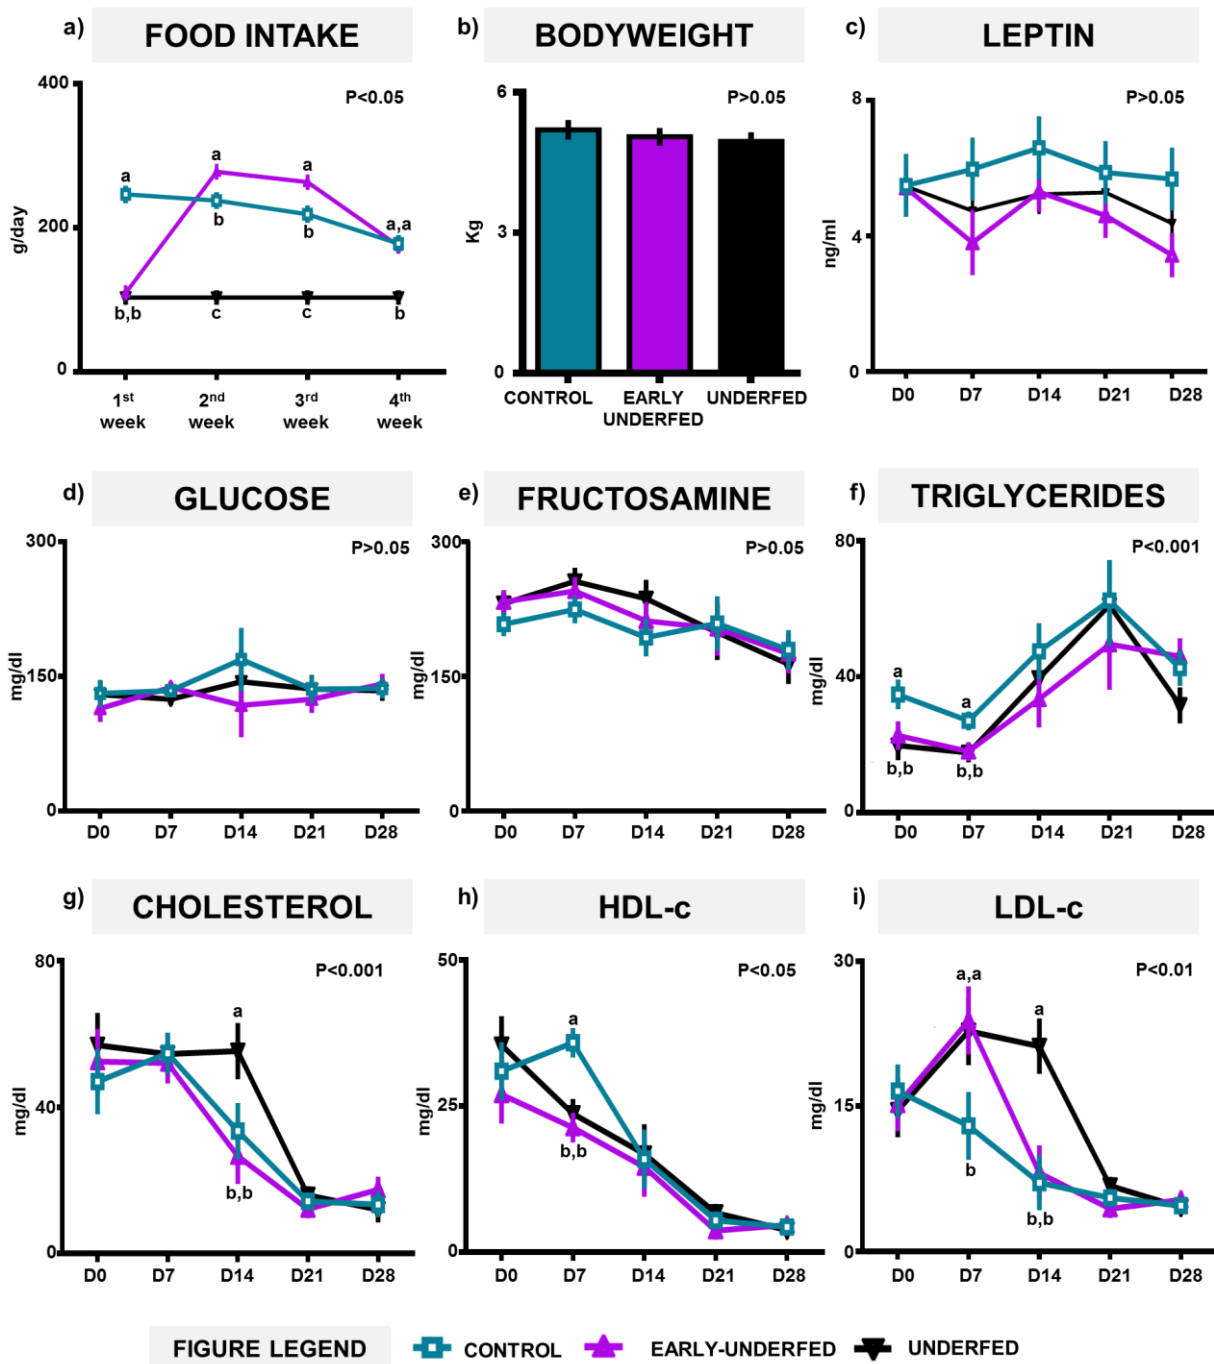 a) FOOD INTAKE
400
P<0.05
a
a
a
a,a
b
b
200
g/day
b,b
c
c
b
0
1st week
2nd week
3rd week
4th week
b) BODYWEIGHT
6
P>0.05
Kg
3
0
CONTROL
EARLY UNDERFED
UNDERFED
c) LEPTIN
8
P>0.05
ng/ml
4
0
D0 D7 D14 D21 D28
d) GLUCOSE
300
P>0.05
mg/dl
150
0
D0 D7 D14 D21 D28
e) FRUCTOSAMINE
300
P>0.05
mg/dl
150
0
D0 D7 D14 D21 D28
f) TRIGLYCERIDES
80
P<0.001
mg/dl
40
a
a
b,b
b,b
0
D0 D7 D14 D21 D28
g) CHOLESTEROL
80
P<0.001
a
mg/dl
40
b,b
0
D0 D7 D14 D21 D28
h) HDL-c
50
P<0.05
a
mg/dl
25
b,b
0
D0 D7 D14 D21 D28
i) LDL-c
30
P<0.01
a,a
a
mg/dl
15
b
b,b
0
D0 D7 D14 D21 D28
FIGURE LEGEND CONTROL EARLY-UNDERFED UNDERFED